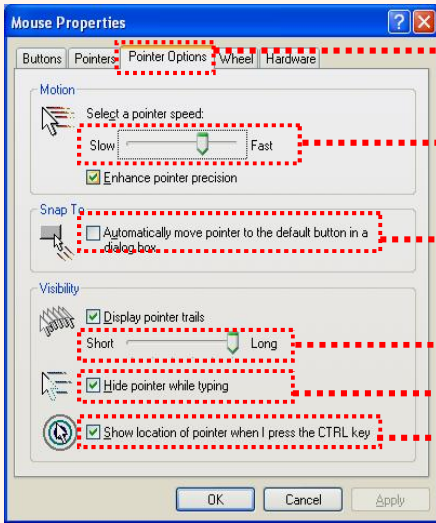 Mouse Properties
Buttons Pointers Pointer Options Wheel Hardware
Motion
Select a pointer speed:
Slow Fast
Enhance pointer precision
Snap To
Automatically move pointer to the default button in a
dialog box
Visibility
Display pointer trails
Short Long
Hide pointer while typing
Show location of pointer when I press the CTRL key
OK Cancel Apply